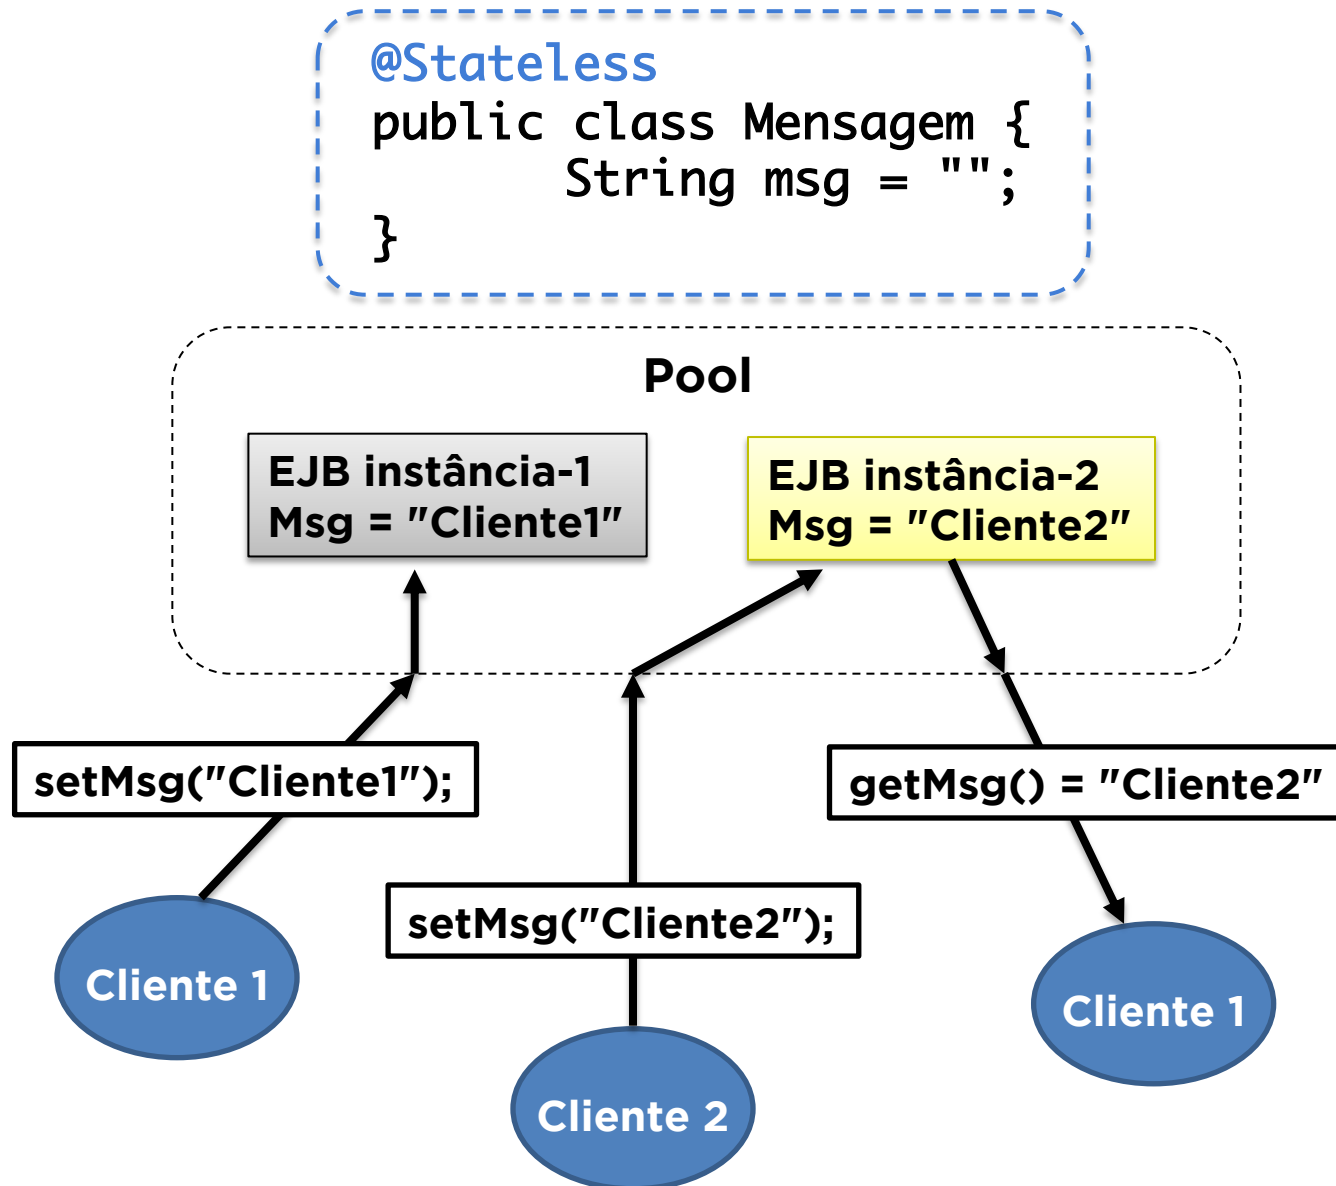 @Stateless
public class Mensagem {
String msg = "";
}
Pool
EJB instância-1
Msg = "Cliente1"
EJB instância-2
Msg = "Cliente2"
setMsg("Cliente1");
getMsg() = "Cliente2"
setMsg("Cliente2");
Cliente 1
Cliente 1
Cliente 2